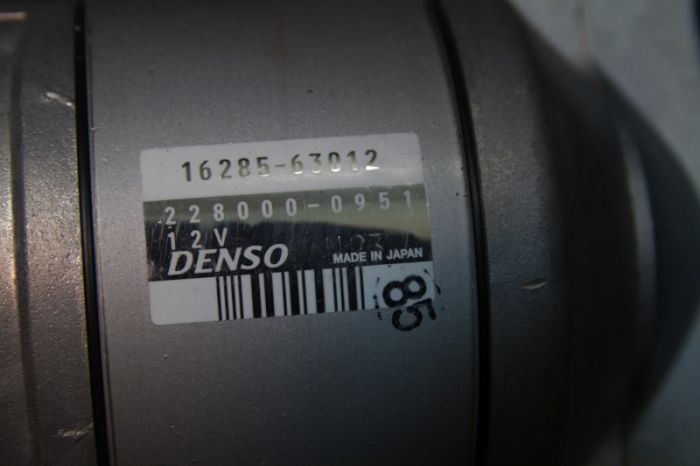 16285-63012
228000-0951
12V
DENSO MADE IN JAPAN
85